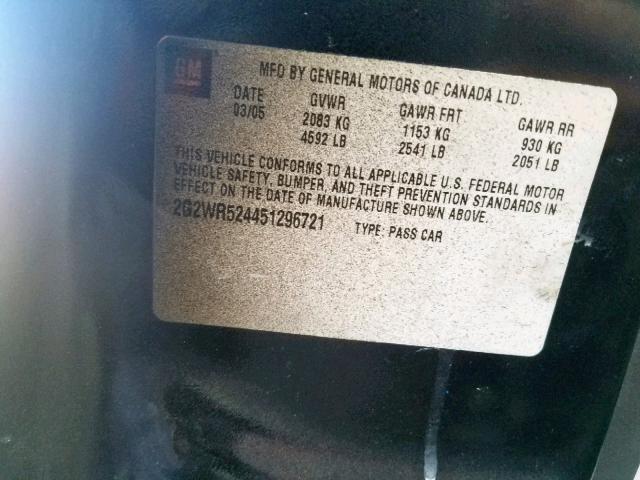 GM
MFD BY GENERAL MOTORS OF CANADA LTD.
DATE GVWR GAWR FRT GAWR RR
03/05 2083 KG 1153 KG 930 KG
4592 LB 2541 LB 2051 LB
THIS VEHICLE CONFORMS TO ALL APPLICABLE U.S. FEDERAL MOTOR
VEHICLE SAFETY, BUMPER, AND THEFT PREVENTION STANDARDS IN
EFFECT ON THE DATE OF MANUFACTURE SHOWN ABOVE.
2G2WR524451296721 TYPE: PASS CAR